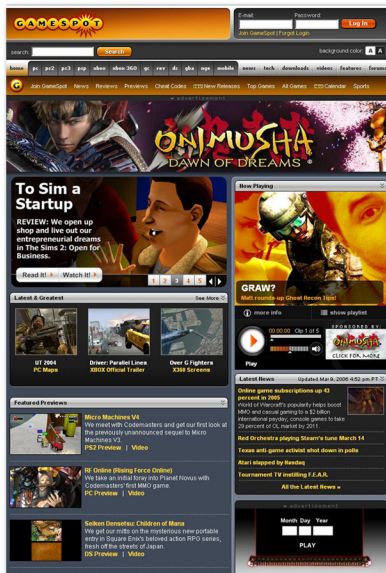 GAMESPOT
E-mail:
Password:
Log In
Join GameSpot | Forgot Login
search:
Search
background color: A A
home pc ps2 ps3 psp xbox xbox 360 gc rev ds gba nge mobile news tech downloads videos features forums
G Join GameSpot News Reviews Previews Cheat Codes New Releases Top Games All Games Calendar Sports
advertisement
ONIMUSHA
DAWN OF DREAMS
To Sim a
Startup
REVIEW: We open up
shop and live out our
entrepreneurial dreams
in The Sims 2: Open for
Business.
Read It! Watch It!
1 2 3 4 5
Now Playing
GRAW?
Matt rounds up Ghost Recon Tips!
more info
show playlist
00:00.00 Clip 1 of 5
Play
SPONSORED BY:
CLICK FOR MORE
Latest & Greatest
See More
UT 2004
PC Maps
Driver: Parallel Lines
XBOX Official Trailer
Over G Fighters
X360 Screens
Latest News
Updated Mar 9, 2006 4:52 pm PT
Online game subscriptions up 43
percent in 2005
World of Warcraft's popularity helps boost
MMO and casual gaming to a $2 billion
international payday; console games to take
29 percent of OL market by 2011.
Red Orchestra playing Steam's tune March 14
Texas anti-game activist shot down in polls
Atari slapped by Nasdaq
Tournament TV instilling F.E.A.R.
All the Latest News »
Featured Previews
Micro Machines V4
We meet with Codemasters and get our first look at
the previously unannounced sequel to Micro
Machines V3.
PS2 Preview | Video
RF Online (Rising Force Online)
We take an initial foray into Planet Novus with
Codemasters' first MMO game.
PC Preview | Video
Seiken Densetsu: Children of Mana
We get our mitts on the mysterious new portable
entry in Square Enix's beloved action RPG series,
fresh off the streets of Japan.
DS Preview | Video
advertisement
Month Day Year
PLAY